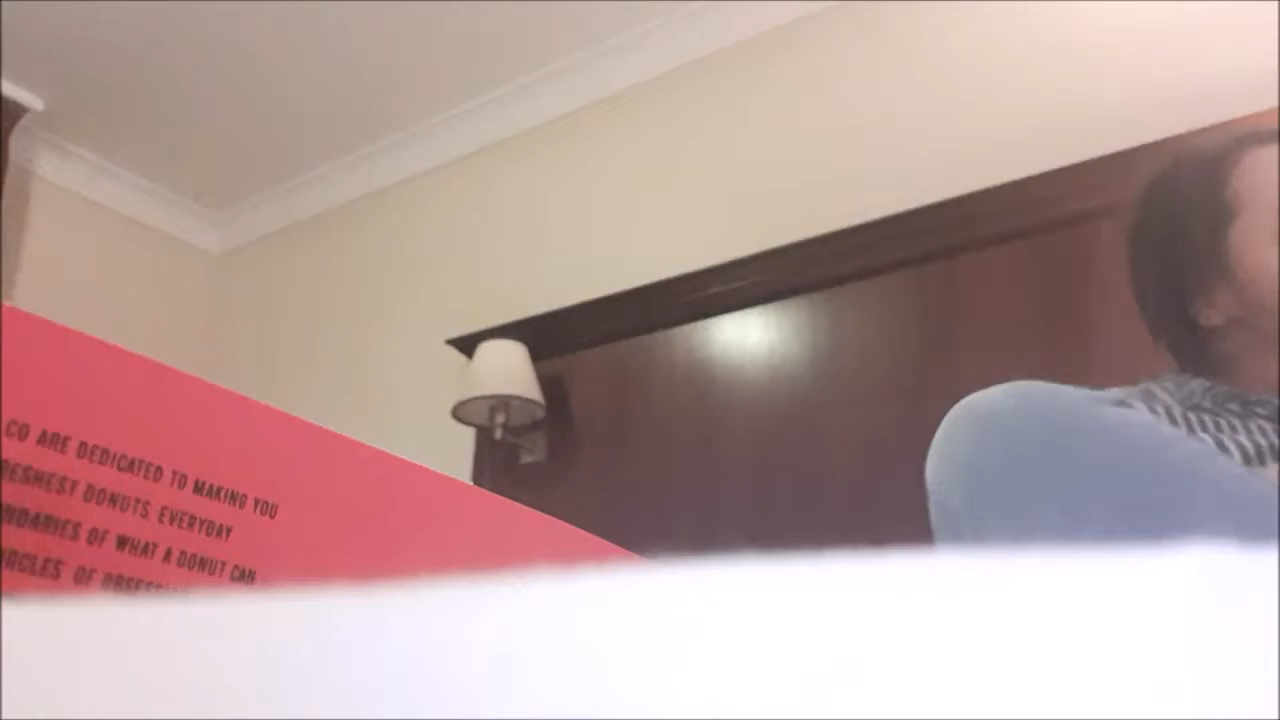 CO ARE DEDICATED TO MAKING YOU
RESHEST DONUTS, EVERYDAY
NDARIES OF WHAT A DONUT CAN
RCLES OF